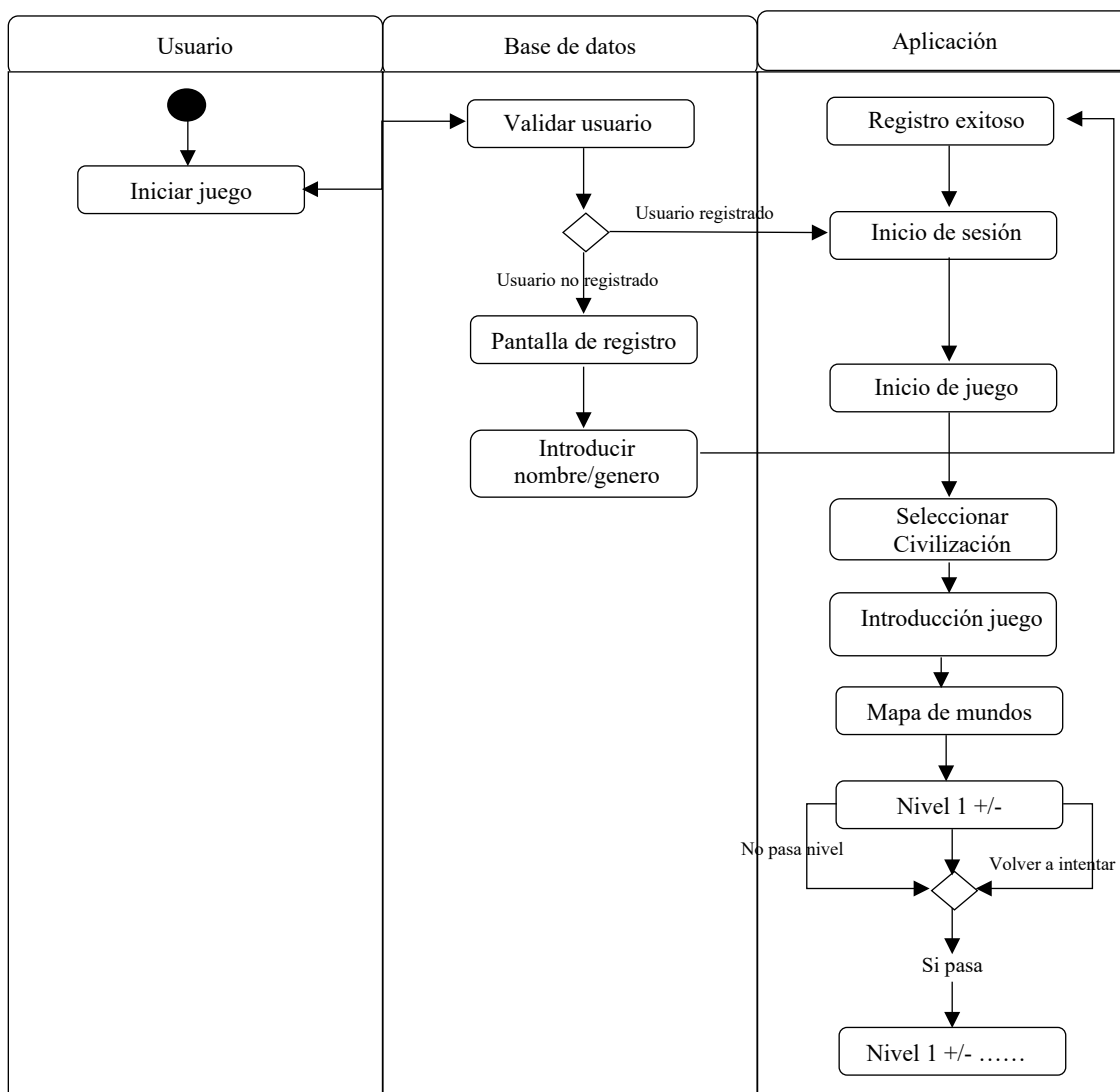 Usuario
Base de datos
Aplicación
Iniciar juego
Validar usuario
Usuario registrado
Usuario no registrado
Pantalla de registro
Introducir
nombre/genero
Registro exitoso
Inicio de sesión
Inicio de juego
Seleccionar
Civilización
Introducción juego
Mapa de mundos
Nivel 1 +/-
No pasa nivel
Volver a intentar
Si pasa
Nivel 1 +/- ……